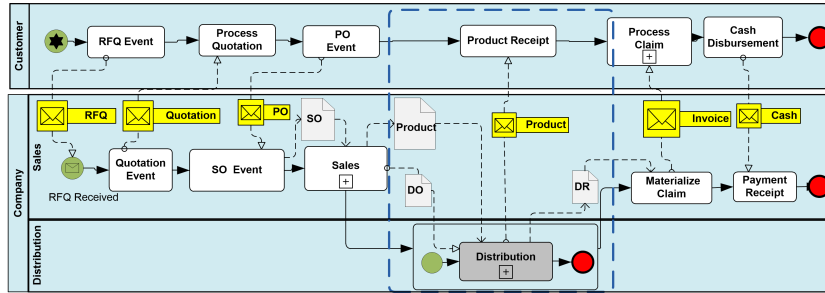 Customer
RFQ Event
Process
Quotation
PO
Event
Product Receipt
Process
Claim
Cash
Disbursement
RFQ
Quotation
PO
SO
Product
Product
Invoice
Cash
Company
Sales
RFQ Received
Quotation
Event
SO Event
Sales
DO
DR
Materialize
Claim
Payment
Receipt
Distribution
Distribution